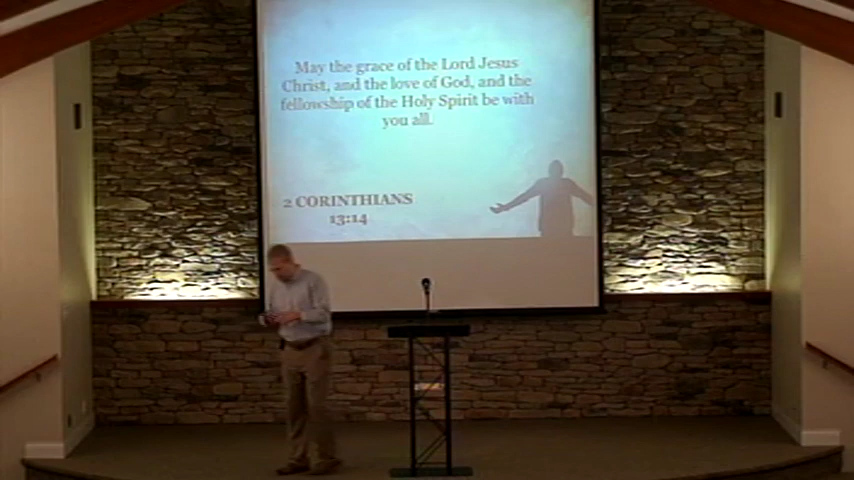 May the grace of the Lord Jesus
Christ, and the love of God, and the
fellowship of the Holy Spirit be with
you all.
2 CORINTHIANS
13:14